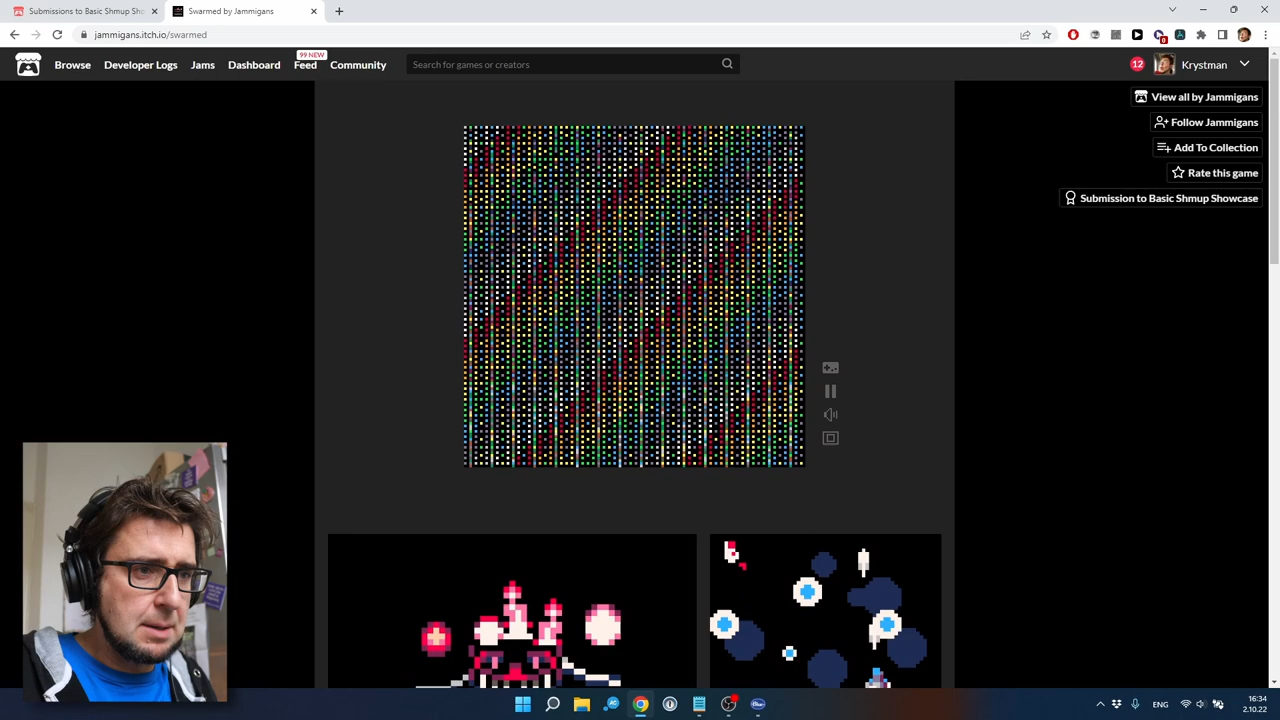 Submissions to Basic Shmup Sho
Swarmed by Jammigans
jammigans.itch.io/swarmed
0
Browse
Developer Logs
Jams
Dashboard
Feed
99 NEW
Community
Search for games or creators
12
Krystman
View all by Jammigans
Follow Jammigans
Add To Collection
Rate this game
Submission to Basic Shmup Showcase
ENG
16:34
2.10.22